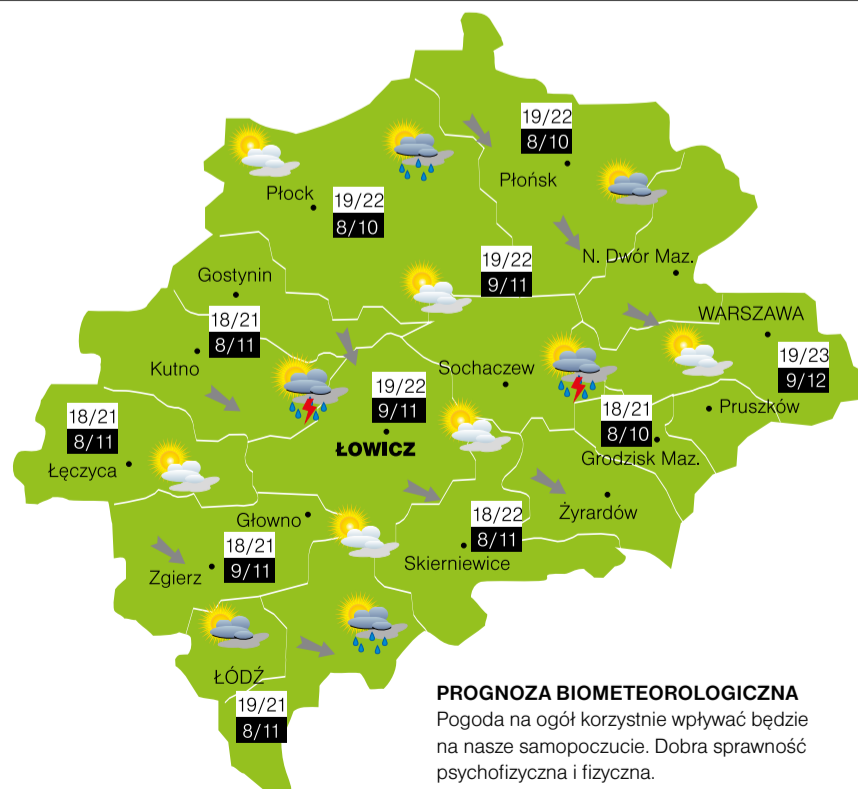 19/22
8/10
Płońsk
Płock
19/22
8/10
N. Dwór Maz.
19/22
9/11
Gostynin
WARSZAWA
18/21
8/11
Kutno
19/23
9/12
Sochaczew
19/22
9/11
ŁOWICZ
18/21
8/10
Pruszków
Grodzisk Maz.
18/21
8/11
Łęczyca
Żyrardów
Głowno
18/22
8/11
Skierniewice
18/21
9/11
Zgierz
ŁÓDŹ
19/21
8/11
PROGNOZA BIOMETEOROLOGICZNA
Pogoda na ogół korzystnie wpływać będzie
na nasze samopoczucie. Dobra sprawność
psychofizyczna i fizyczna.